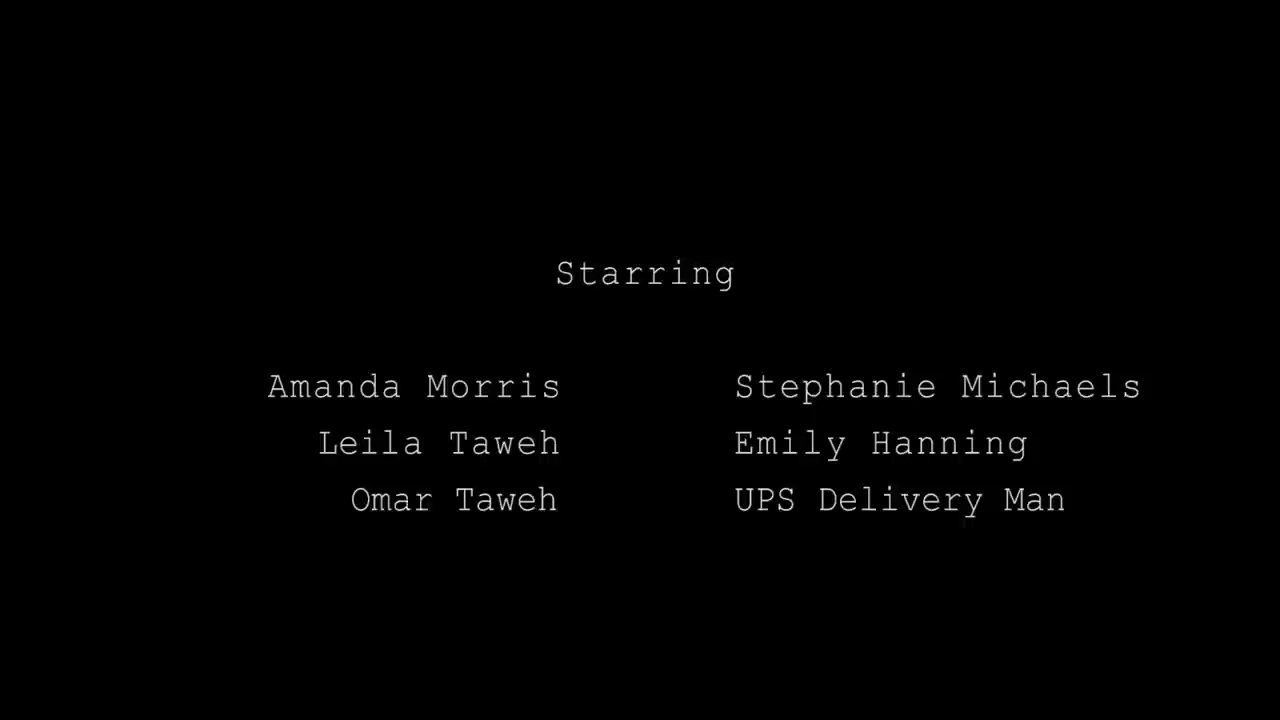 Starring
Amanda Morris Stephanie Michaels
Leila Taweh Emily Hanning
Omar Taweh UPS Delivery Man